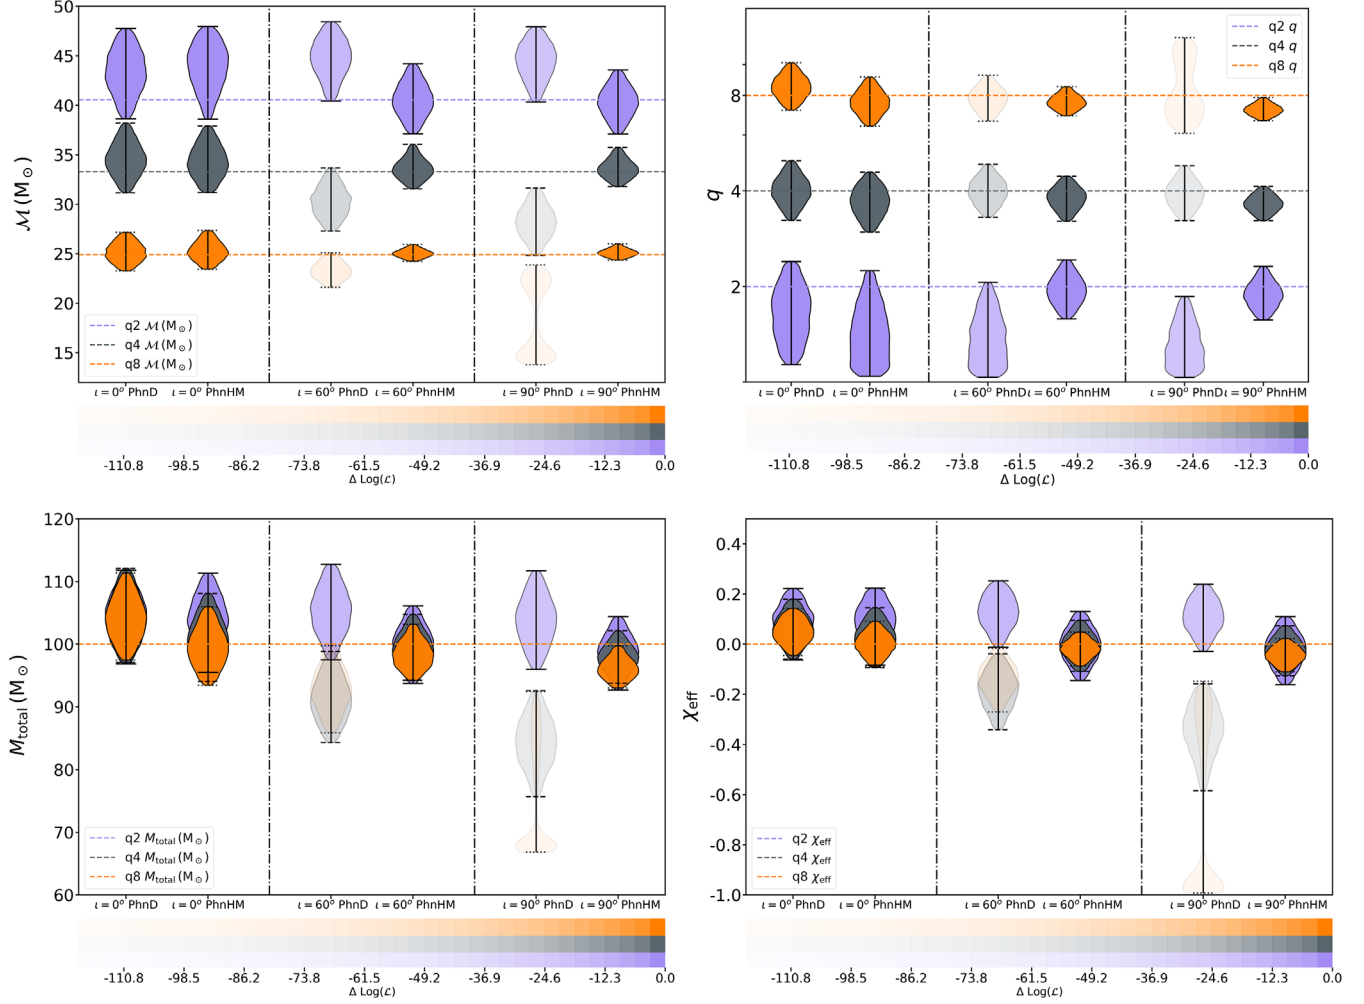 50
45
40
35
30
25
20
15
ℳ (M⊙)
q2 ℳ (M⊙)
q4 ℳ (M⊙)
q8 ℳ (M⊙)
ι = 0° PhnD ι = 0° PhnHM ι = 60° PhnD ι = 60° PhnHM ι = 90° PhnD ι = 90° PhnHM
-110.8 -98.5 -86.2 -73.8 -61.5 -49.2 -36.9 -24.6 -12.3 0.0
Δ Log(ℒ)
8
4
2
q
q2 q
q4 q
q8 q
ι = 0° PhnD ι = 0° PhnHM ι = 60° PhnD ι = 60° PhnHM ι = 90° PhnD ι = 90° PhnHM
-110.8 -98.5 -86.2 -73.8 -61.5 -49.2 -36.9 -24.6 -12.3 0.0
Δ Log(ℒ)
120
110
100
90
80
70
60
M_total (M⊙)
q2 M_total (M⊙)
q4 M_total (M⊙)
q8 M_total (M⊙)
ι = 0° PhnD ι = 0° PhnHM ι = 60° PhnD ι = 60° PhnHM ι = 90° PhnD ι = 90° PhnHM
-110.8 -98.5 -86.2 -73.8 -61.5 -49.2 -36.9 -24.6 -12.3 0.0
Δ Log(ℒ)
0.4
0.2
0.0
-0.2
-0.4
-0.6
-0.8
-1.0
χ_eff
q2 χ_eff
q4 χ_eff
q8 χ_eff
ι = 0° PhnD ι = 0° PhnHM ι = 60° PhnD ι = 60° PhnHM ι = 90° PhnD ι = 90° PhnHM
-110.8 -98.5 -86.2 -73.8 -61.5 -49.2 -36.9 -24.6 -12.3 0.0
Δ Log(ℒ)